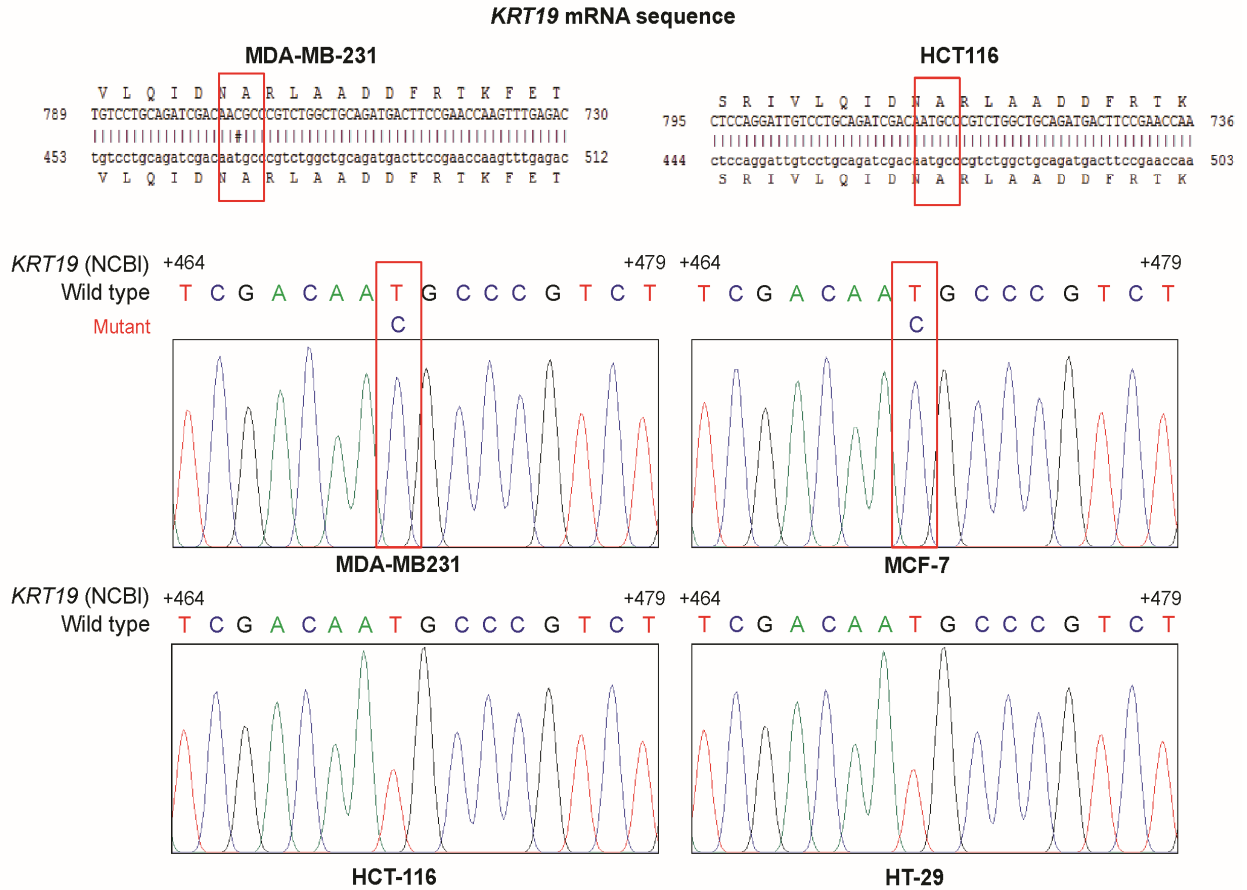 KRT19 mRNA sequence
MDA-MB-231
HCT116
V L Q I D N A R L A A D D F R T K F E T
789 TGTCCTGCAGATCGACAACGCCCGTCTGGCTGCAGATGACTTCCGAACCAAGTTTGAGAC 730
#
453 tgtcctgcagatcgacaatgcccgtctggctgcagatgacttccgaaccaagtttgagac 512
V L Q I D N A R L A A D D F R T K F E T
S R I V L Q I D N A R L A A D D F R T K
795 CTCCAGGATTGTCCTGCAGATCGACAATGCCCGTCTGGCTGCAGATGACTTCCGAACCAA 736
444 ctccaggattgtcctgcagatcgacaatgcccgtctggctgcagatgacttccgaaccaa 503
S R I V L Q I D N A R L A A D D F R T K
KRT19 (NCBI) +464 +479 +464 +479
Wild type T C G A C A A T G C C C G T C T T C G A C A A T G C C C G T C T
Mutant C C
MDA-MB231 MCF-7
KRT19 (NCBI) +464 +479 +464 +479
Wild type T C G A C A A T G C C C G T C T T C G A C A A T G C C C G T C T
HCT-116 HT-29